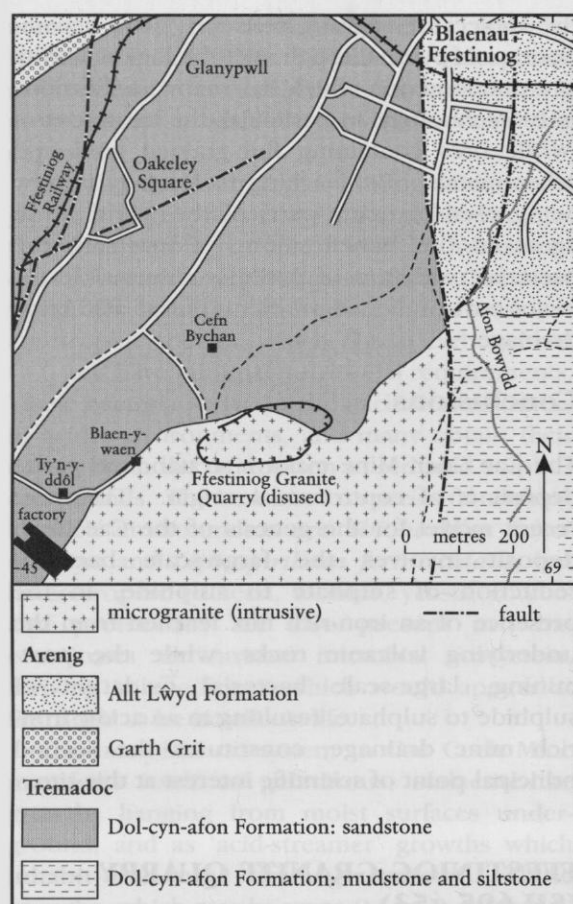 Blaenau
Ffestiniog
Glanypwll
Ffestiniog
Railway
Oakeley
Square
Afon Bowydd
Cefn
Bychan
Blaen-y-
waen
Ty'n-y-
ddôl
factory
Ffestiniog Granite
Quarry (disused)
N
0 metres 200
45
69
microgranite (intrusive)
fault
Arenig
Allt Lŵyd Formation
Garth Grit
Tremadoc
Dol-cyn-afon Formation: sandstone
Dol-cyn-afon Formation: mudstone and siltstone